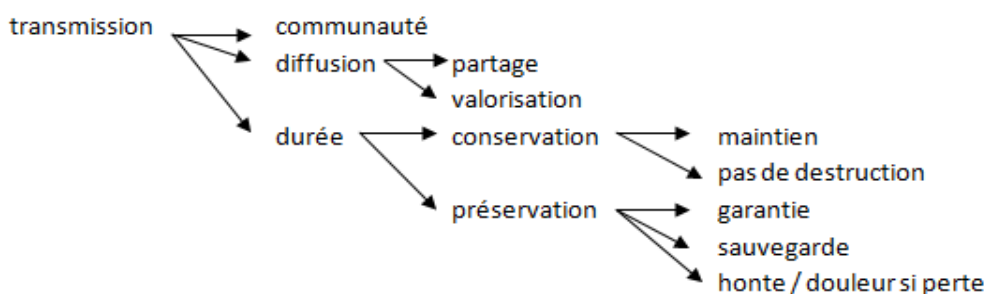 transmission communauté
diffusion partage
valorisation
durée conservation maintien
pas de destruction
préservation garantie
sauvegarde
honte / douleur si perte